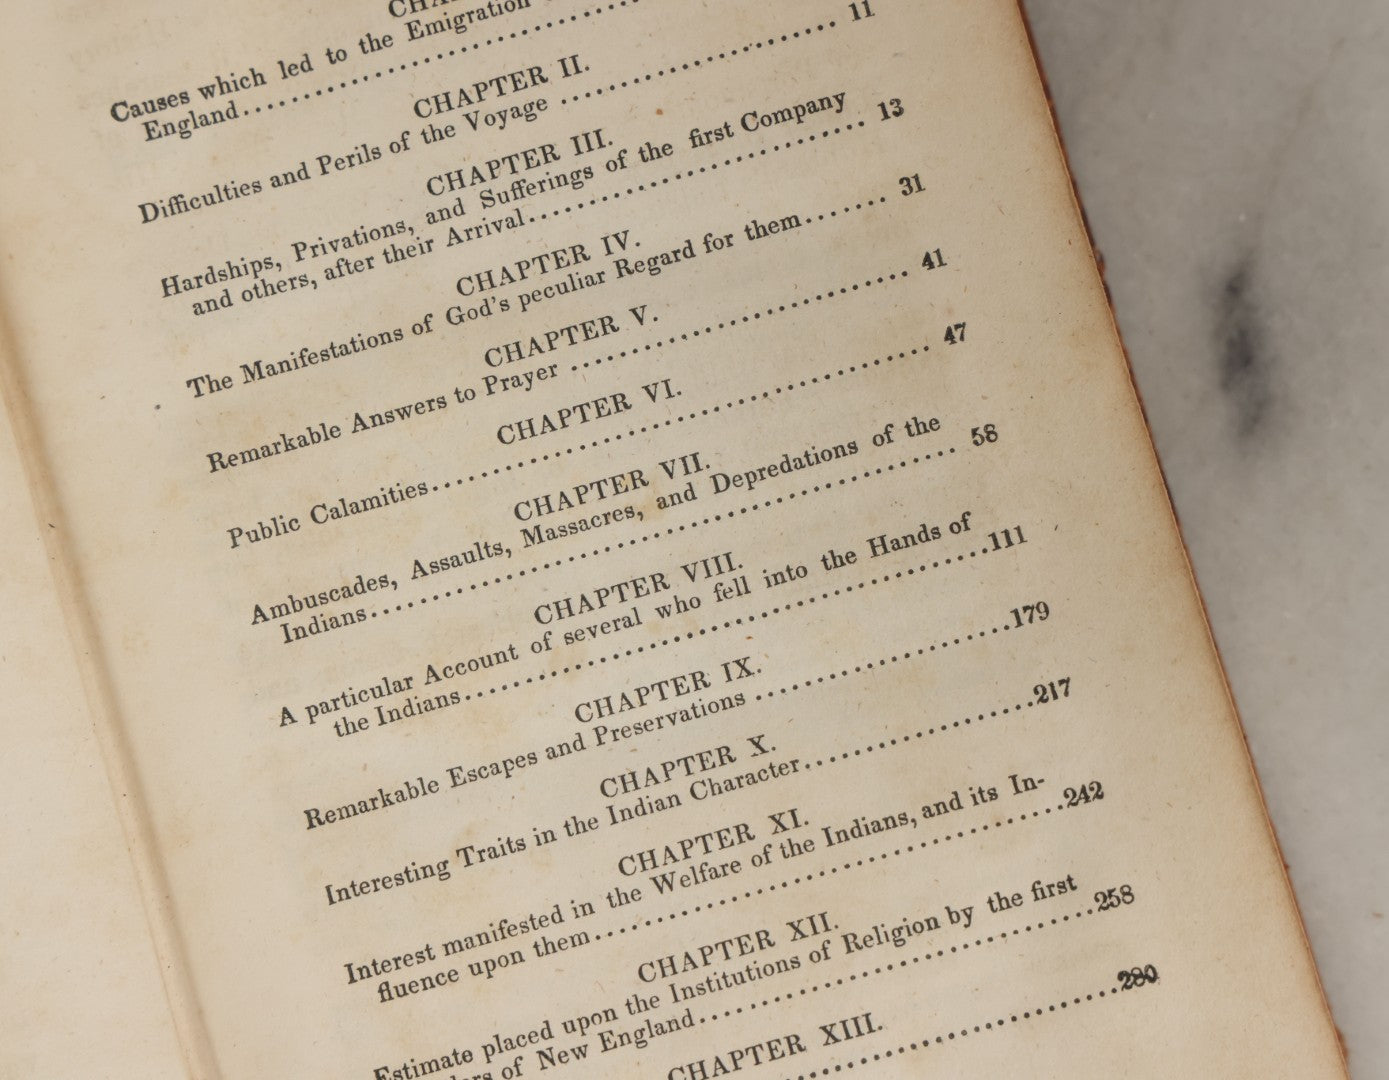 CHA
Causes which led to the Emigration
England
CHAPTER II.
Difficulties and Perils of the Voyage 11
CHAPTER III.
Hardships, Privations, and Sufferings of the first Company
and others, after their Arrival 13
CHAPTER IV.
The Manifestations of God's peculiar Regard for them 31
CHAPTER V.
Remarkable Answers to Prayer 41
CHAPTER VI.
Public Calamities 47
CHAPTER VII.
Ambuscades, Assaults, Massacres, and Depredations of the
Indians 58
CHAPTER VIII.
A particular Account of several who fell into the Hands of
the Indians 111
CHAPTER IX.
Remarkable Escapes and Preservations 179
CHAPTER X.
Interesting Traits in the Indian Character 217
CHAPTER XI.
Interest manifested in the Welfare of the Indians, and its In-
fluence upon them 242
CHAPTER XII.
Estimate placed upon the Institutions of Religion by the first
of New England 258
CHAPTER XIII.
280